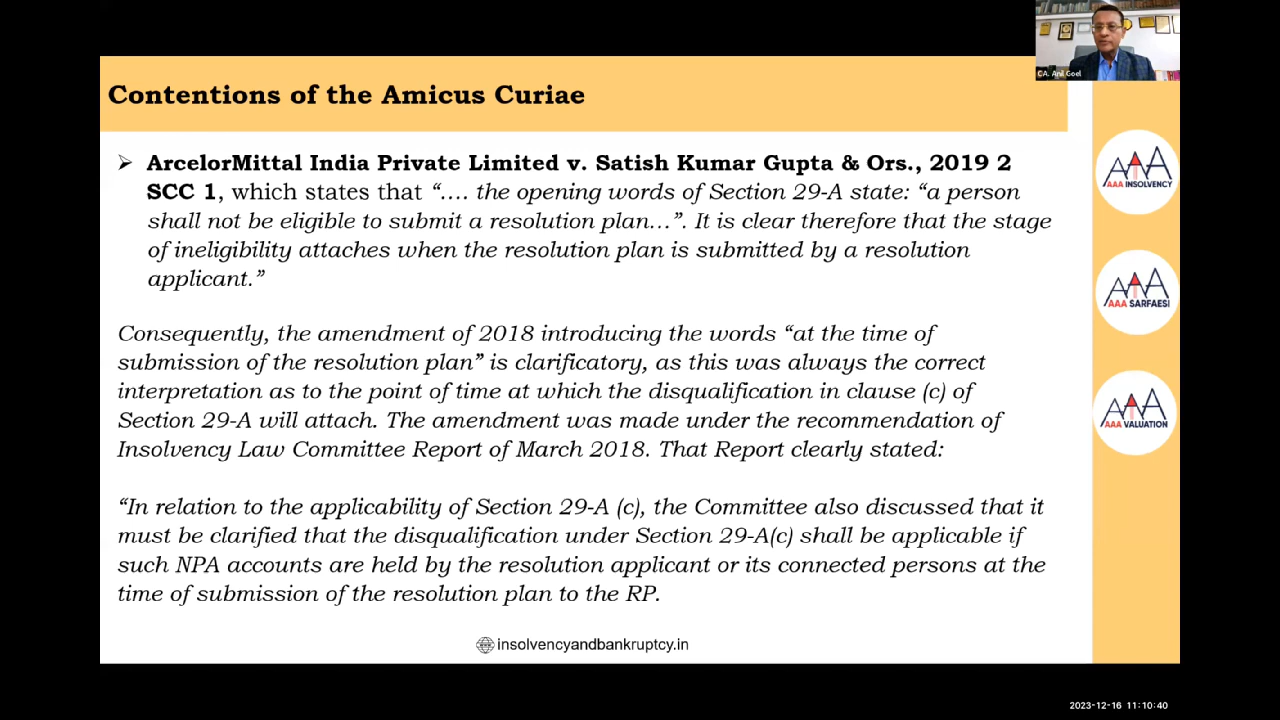 CA. Anil Goel
Contentions of the Amicus Curiae
➢ ArcelorMittal India Private Limited v. Satish Kumar Gupta & Ors., 2019 2
SCC 1, which states that “…. the opening words of Section 29-A state: “a person
shall not be eligible to submit a resolution plan…”. It is clear therefore that the stage
of ineligibility attaches when the resolution plan is submitted by a resolution
applicant.”
Consequently, the amendment of 2018 introducing the words “at the time of
submission of the resolution plan” is clarificatory, as this was always the correct
interpretation as to the point of time at which the disqualification in clause (c) of
Section 29-A will attach. The amendment was made under the recommendation of
Insolvency Law Committee Report of March 2018. That Report clearly stated:
“In relation to the applicability of Section 29-A (c), the Committee also discussed that it
must be clarified that the disqualification under Section 29-A(c) shall be applicable if
such NPA accounts are held by the resolution applicant or its connected persons at the
time of submission of the resolution plan to the RP.
insolvencyandbankruptcy.in
AAA
AAA INSOLVENCY
AAA
AAA SARFAESI
AAA
AAA VALUATION
2023-12-16 11:10:40